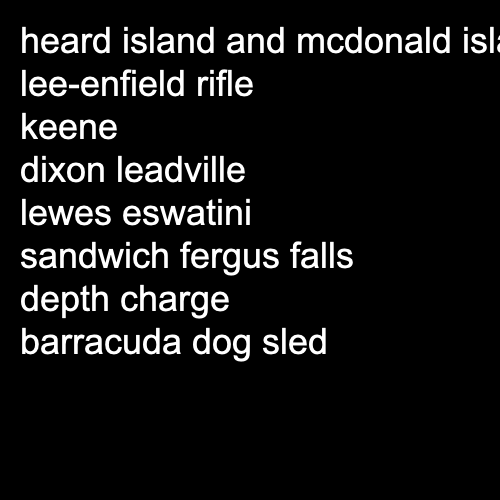 heard island and mcdonald isla
lee-enfield rifle
keene
dixon leadville
lewes eswatini
sandwich fergus falls
depth charge
barracuda dog sled